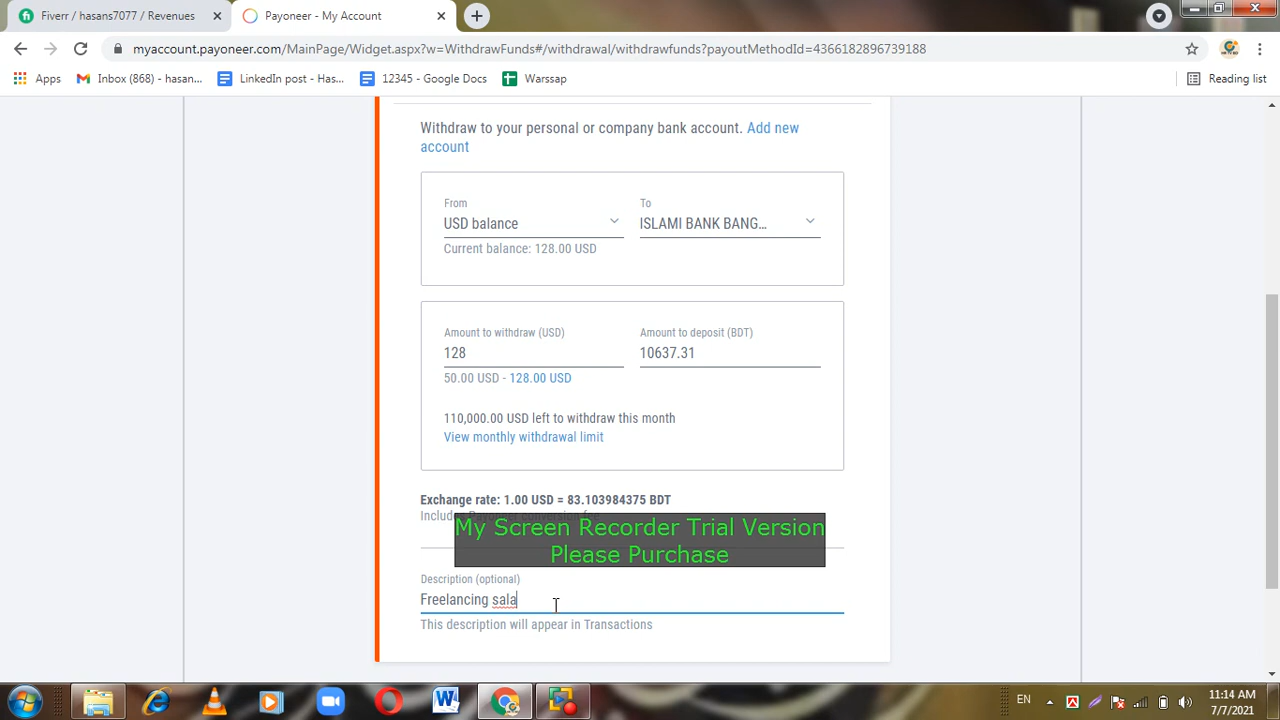 Fiverr / hasans7077 / Revenues
Payoneer - My Account
myaccount.payoneer.com/MainPage/Widget.aspx?w=WithdrawFunds#/withdrawal/withdrawfunds?payoutMethodId=4366182896739188
Apps
Inbox (868) - hasan...
LinkedIn post - Has...
12345 - Google Docs
Warssap
Reading list
Withdraw to your personal or company bank account. Add new
account
From
To
USD balance
ISLAMI BANK BANG...
Current balance: 128.00 USD
Amount to withdraw (USD)
Amount to deposit (BDT)
128
10637.31
50.00 USD - 128.00 USD
110,000.00 USD left to withdraw this month
View monthly withdrawal limit
Exchange rate: 1.00 USD = 83.103984375 BDT
Includes Payoneer conversion fee
My Screen Recorder Trial Version
Please Purchase
Description (optional)
Freelancing sala
This description will appear in Transactions
EN
11:14 AM
7/7/2021